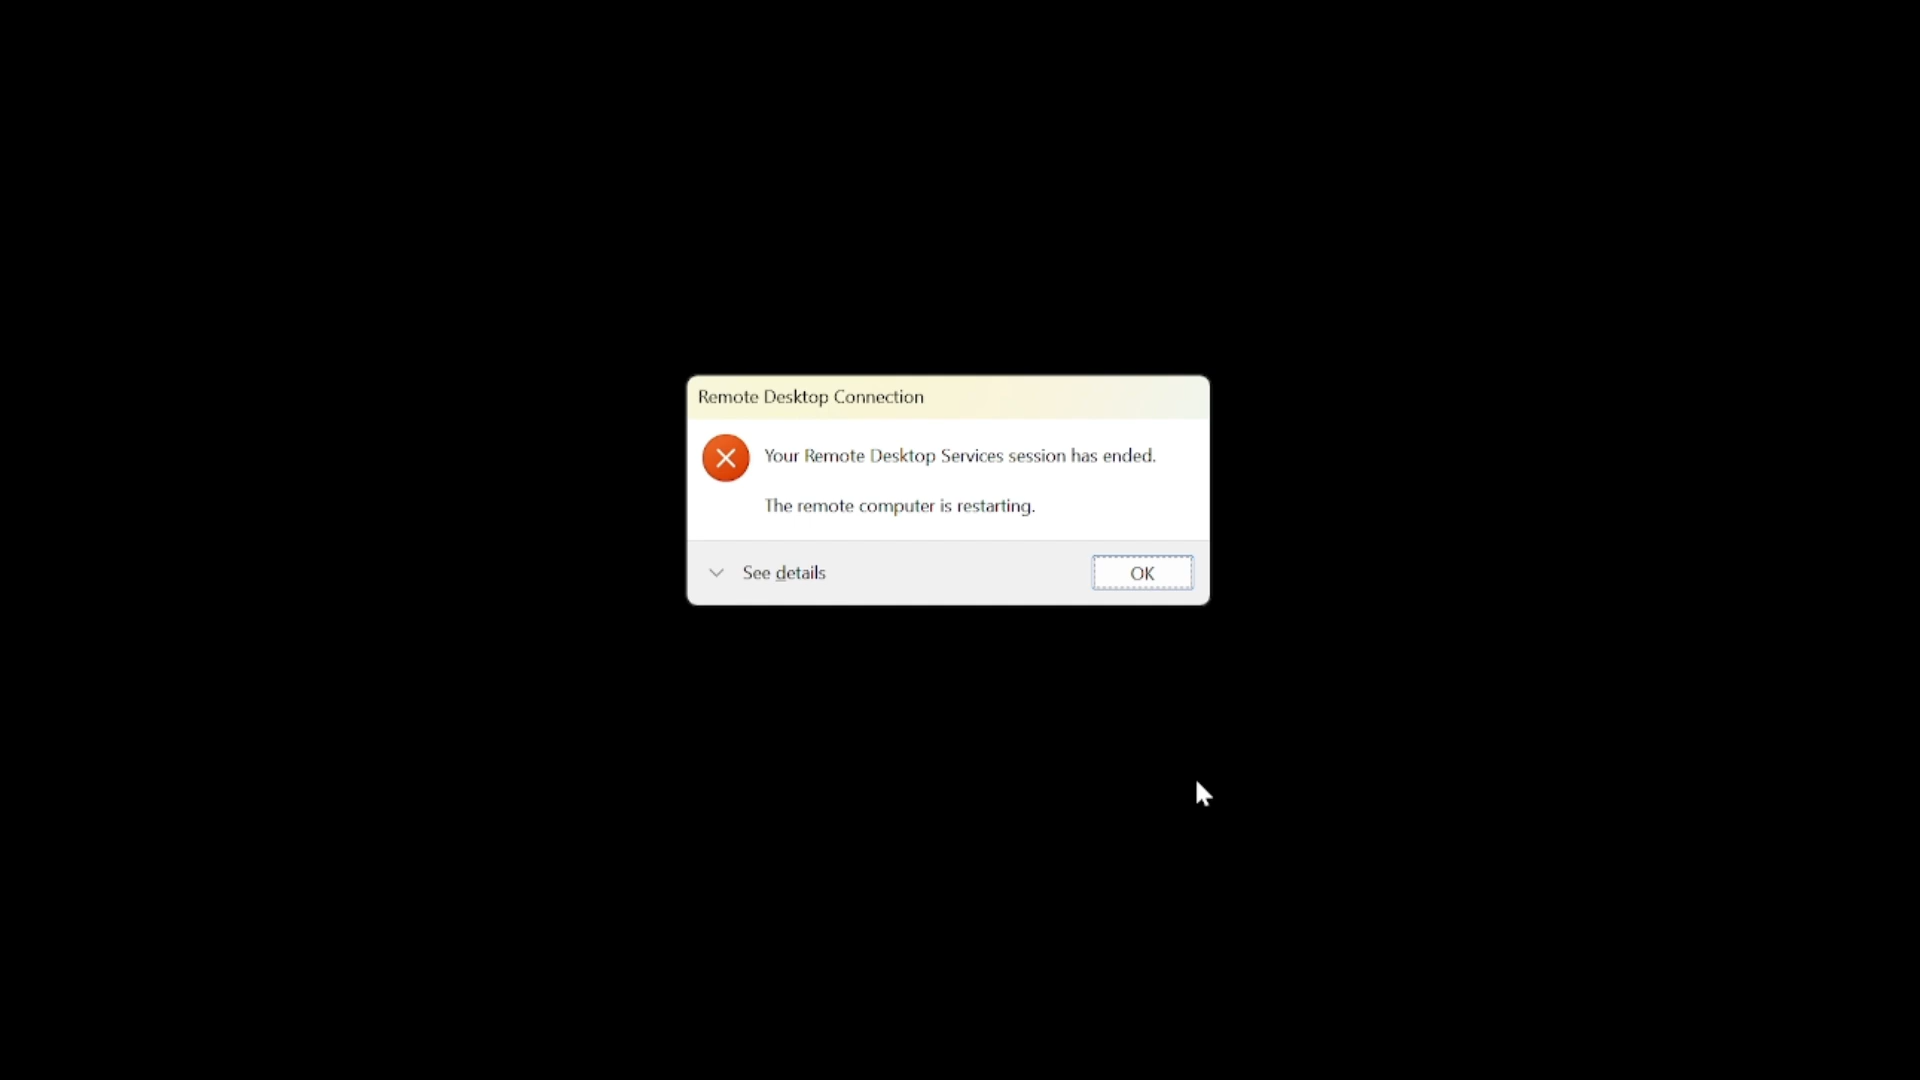 Remote Desktop Connection
Your Remote Desktop Services session has ended.
The remote computer is restarting.
See details
OK